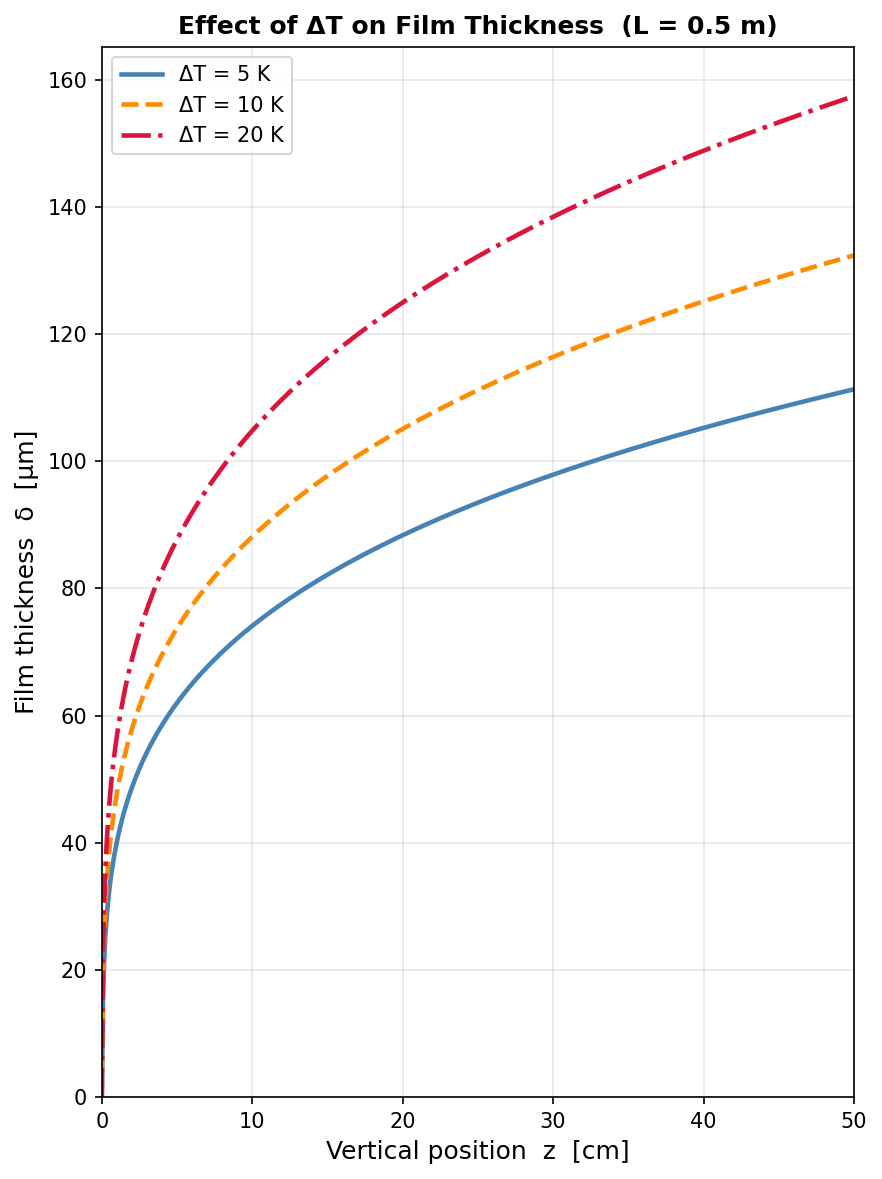 Effect of ΔT on Film Thickness  (L = 0.5 m)
ΔT = 5 K
ΔT = 10 K
ΔT = 20 K
Film thickness  δ  [µm]
160
140
120
100
80
60
40
20
0
0 10 20 30 40 50
Vertical position  z  [cm]